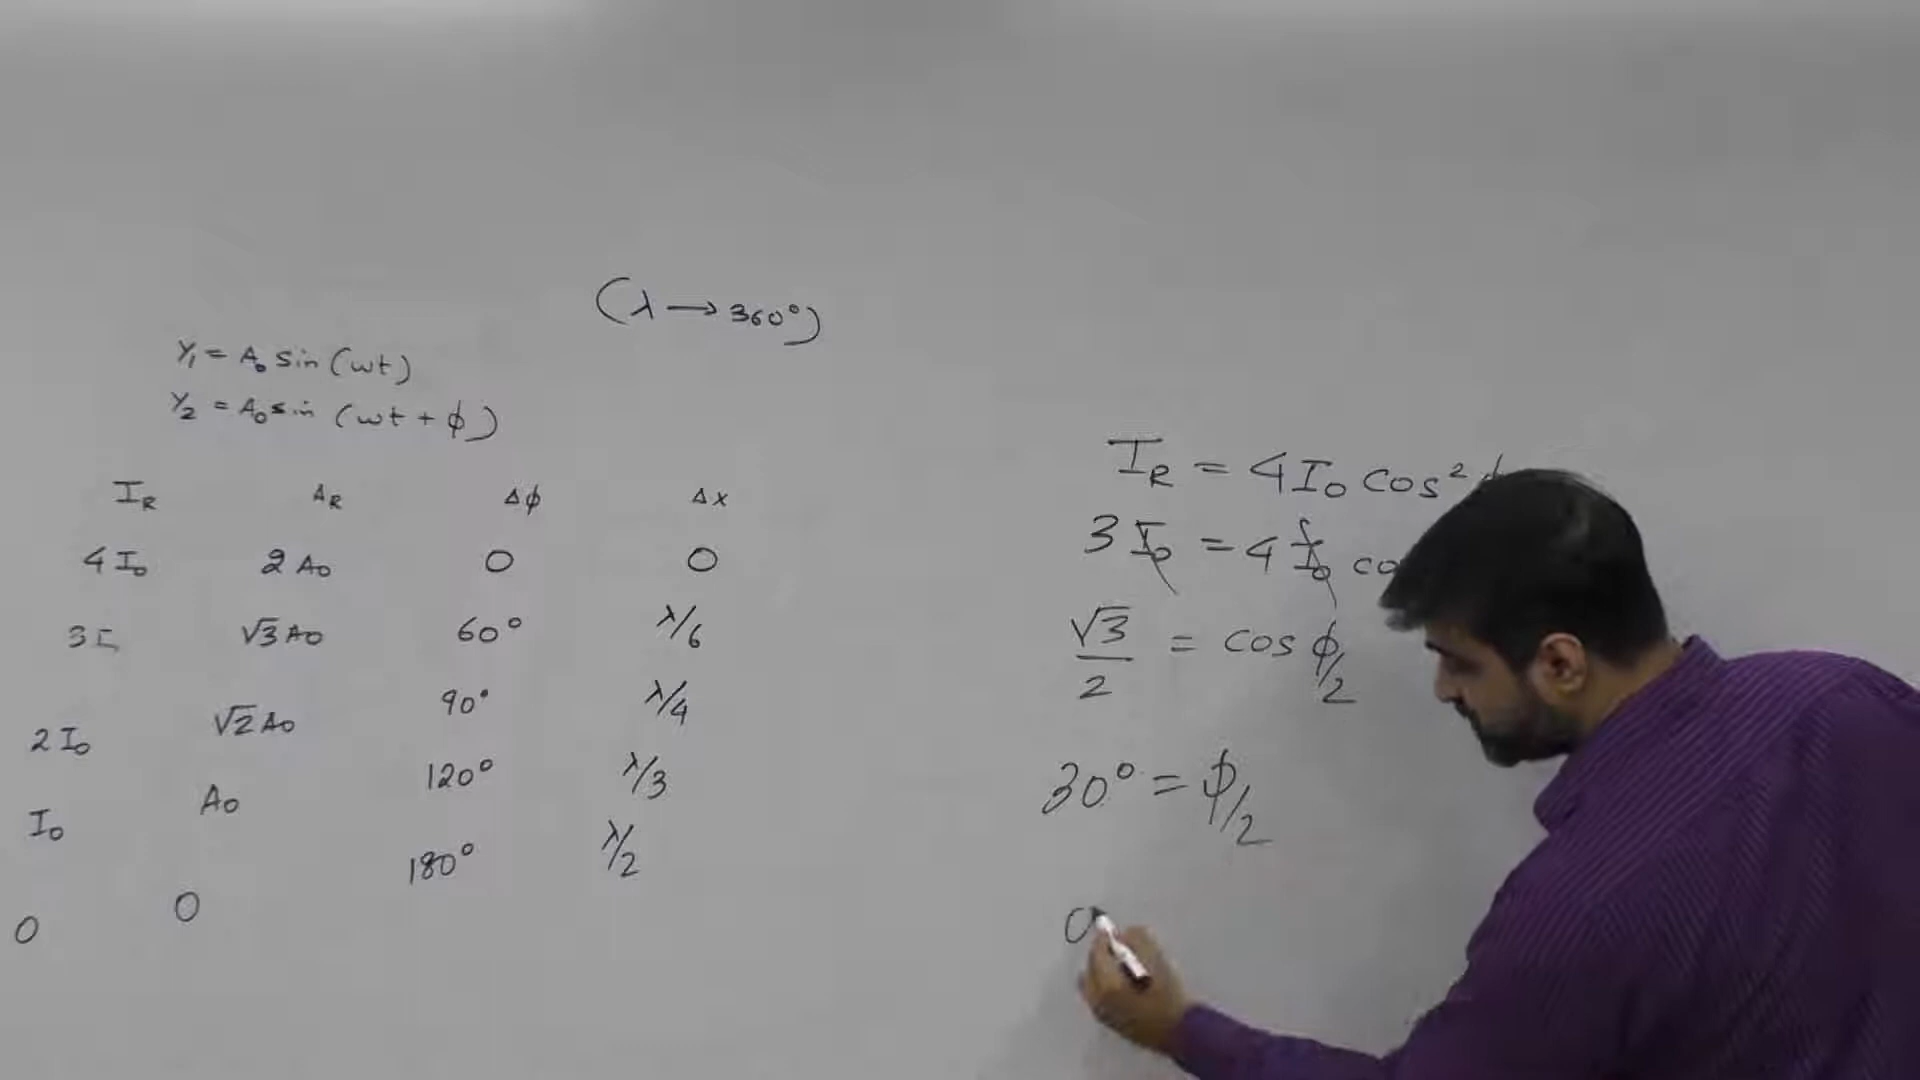 (λ → 360°)
Y₁ = A₀ sin (ωt)
Y₂ = A₀ sin (ωt + ϕ)
I_R A_R Δϕ Δx
4I₀ 2A₀ 0 0
3I √3A₀ 60° λ/6
2I₀ √2A₀ 90° λ/4
I₀ A₀ 120° λ/3
0 0 180° λ/2
I_R = 4I₀ cos²
3I₀ = 4I₀
√3/2 = cos ϕ/2
30° = ϕ/2